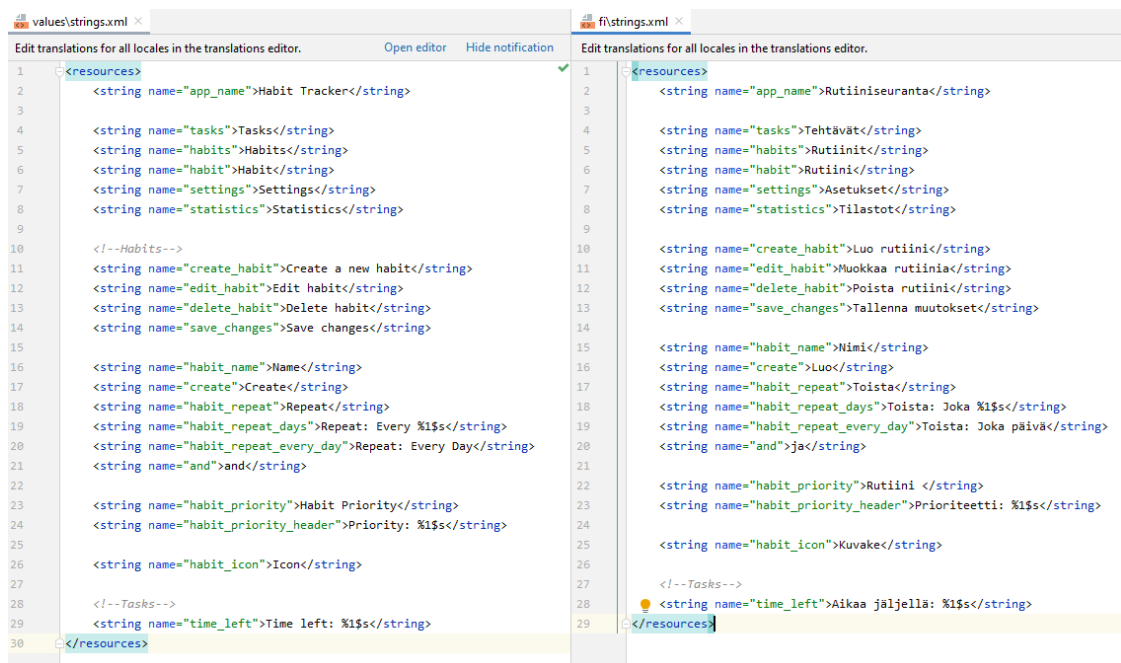 values\strings.xml
Edit translations for all locales in the translations editor. Open editor Hide notification
1 <resources>
2 <string name="app_name">Habit Tracker</string>
3
4 <string name="tasks">Tasks</string>
5 <string name="habits">Habits</string>
6 <string name="habit">Habit</string>
7 <string name="settings">Settings</string>
8 <string name="statistics">Statistics</string>
9
10 <!--Habits-->
11 <string name="create_habit">Create a new habit</string>
12 <string name="edit_habit">Edit habit</string>
13 <string name="delete_habit">Delete habit</string>
14 <string name="save_changes">Save changes</string>
15
16 <string name="habit_name">Name</string>
17 <string name="create">Create</string>
18 <string name="habit_repeat">Repeat</string>
19 <string name="habit_repeat_days">Repeat: Every %1$s</string>
20 <string name="habit_repeat_every_day">Repeat: Every Day</string>
21 <string name="and">and</string>
22
23 <string name="habit_priority">Habit Priority</string>
24 <string name="habit_priority_header">Priority: %1$s</string>
25
26 <string name="habit_icon">Icon</string>
27
28 <!--Tasks-->
29 <string name="time_left">Time left: %1$s</string>
30 </resources>
fi\strings.xml
Edit translations for all locales in the translations editor.
1 <resources>
2 <string name="app_name">Rutiiniseuranta</string>
3
4 <string name="tasks">Tehtävät</string>
5 <string name="habits">Rutiinit</string>
6 <string name="habit">Rutiini</string>
7 <string name="settings">Asetukset</string>
8 <string name="statistics">Tilastot</string>
9
10 <string name="create_habit">Luo rutiini</string>
11 <string name="edit_habit">Muokkaa rutiinia</string>
12 <string name="delete_habit">Poista rutiini</string>
13 <string name="save_changes">Tallenna muutokset</string>
14
15 <string name="habit_name">Nimi</string>
16 <string name="create">Luo</string>
17 <string name="habit_repeat">Toista</string>
18 <string name="habit_repeat_days">Toista: Joka %1$s</string>
19 <string name="habit_repeat_every_day">Toista: Joka päivä</string>
20 <string name="and">ja</string>
21
22 <string name="habit_priority">Rutiini </string>
23 <string name="habit_priority_header">Prioriteetti: %1$s</string>
24
25 <string name="habit_icon">Kuvake</string>
26
27 <!--Tasks-->
28 <string name="time_left">Aikaa jäljellä: %1$s</string>
29 </resources>